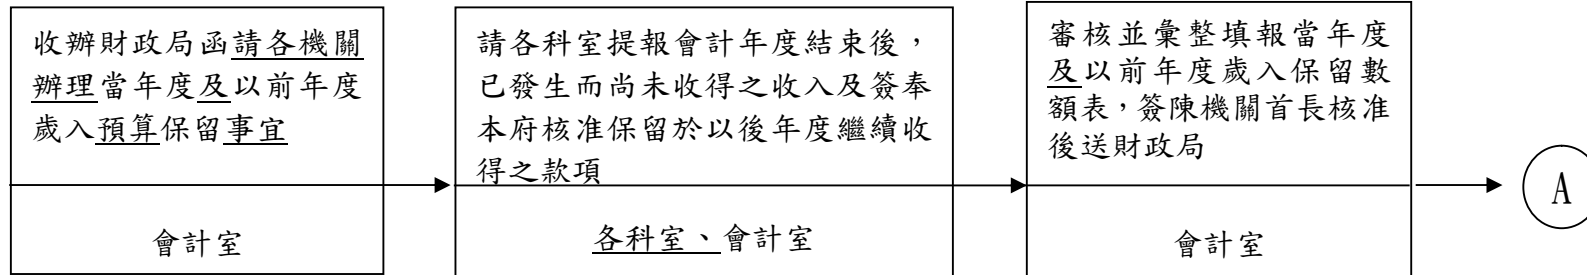 收辦財政局函請各機關
辦理當年度及以前年度
歲入預算保留事宜
會計室
請各科室提報會計年度結束後，
已發生而尚未收得之收入及簽奉
本府核准保留於以後年度繼續收
得之款項
各科室、會計室
審核並彙整填報當年度
及以前年度歲入保留數
額表，簽陳機關首長核准
後送財政局
會計室
A